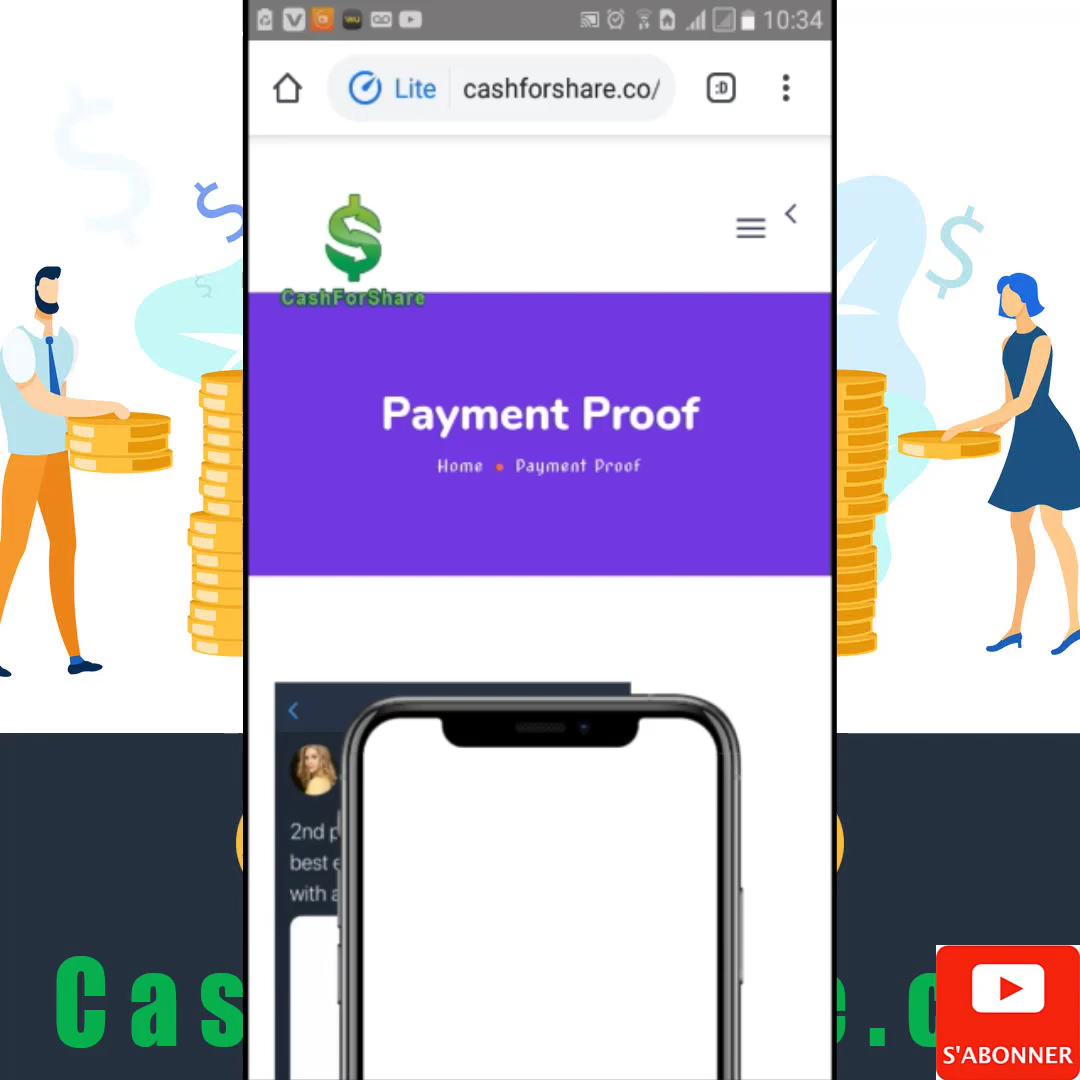 10:34
Lite cashforshare.co/
:D
CashForShare
Payment Proof
Home • Payment Proof
2nd p
best e
with a
Cas e.c
S'ABONNER